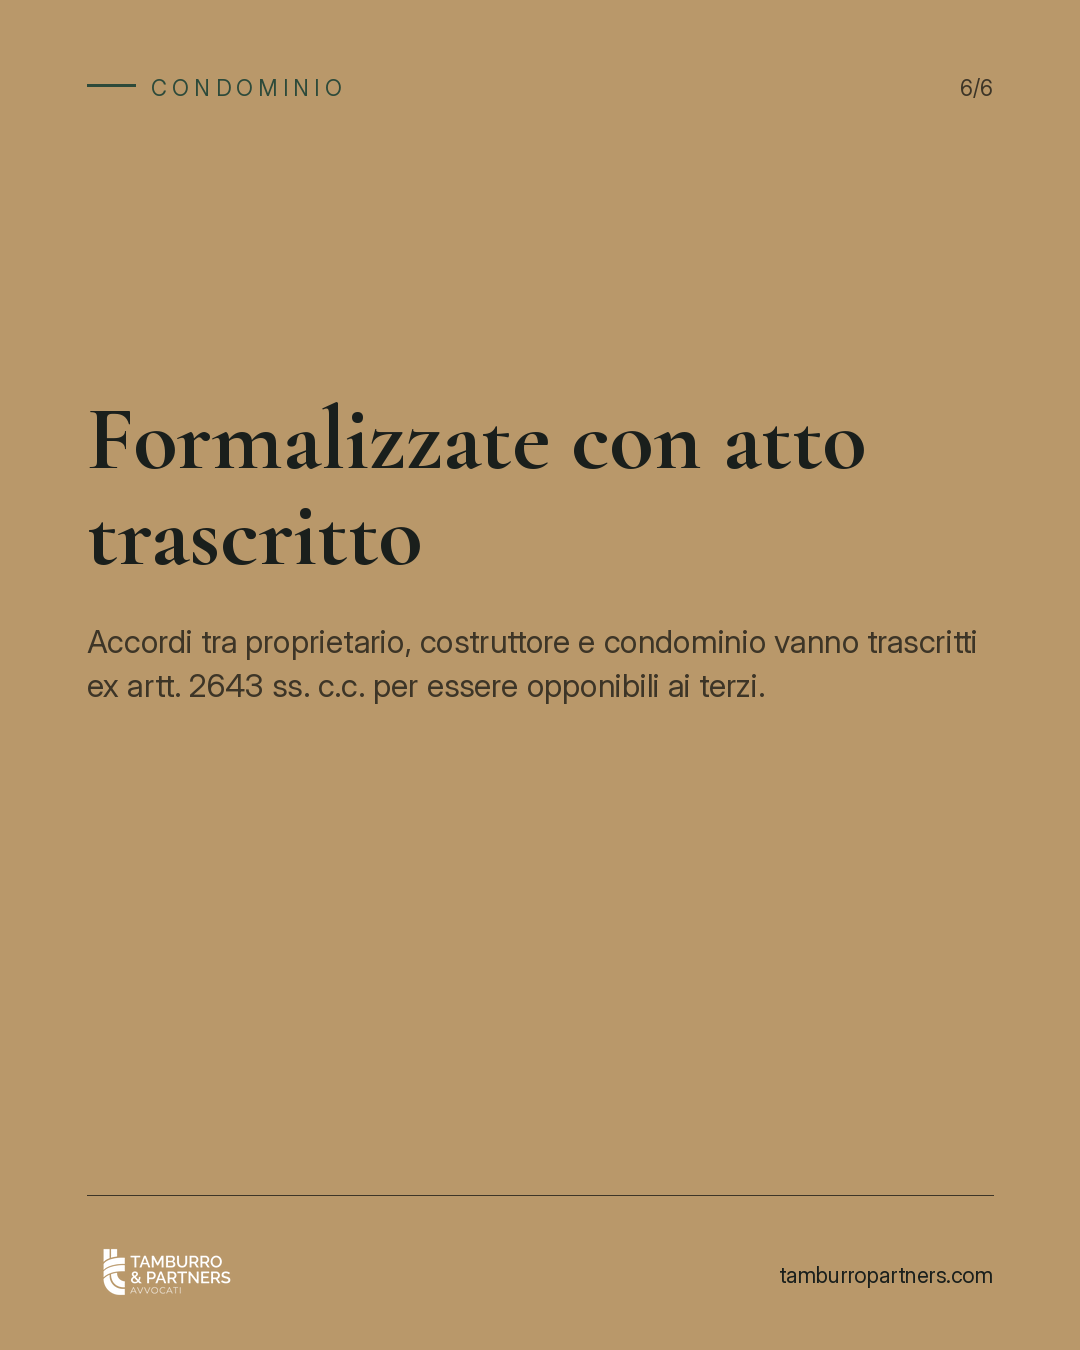 CONDOMINIO
6/6
Formalizzate con atto
trascritto
Accordi tra proprietario, costruttore e condominio vanno trascritti
ex artt. 2643 ss. c.c. per essere opponibili ai terzi.
TAMBURRO
& PARTNERS
AVVOCATI
tamburropartners.com